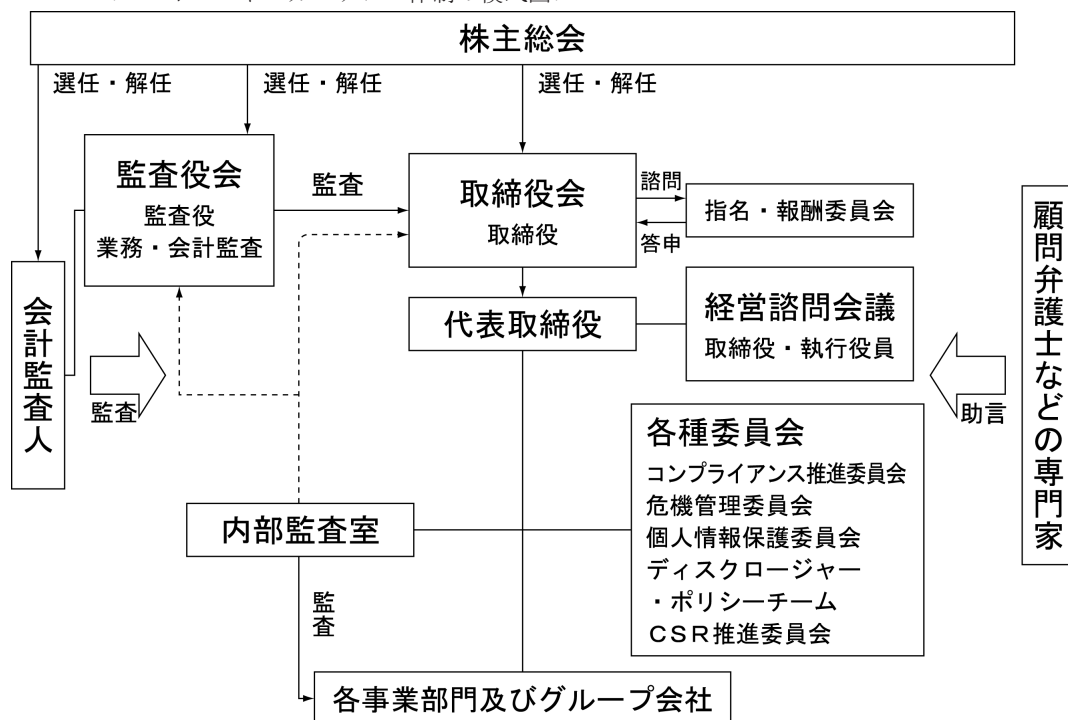 株主総会
選任・解任
選任・解任
選任・解任
監査役会
監査役
業務・会計監査
監査
取締役会
取締役
諮問
答申
指名・報酬委員会
顧問弁護士などの専門家
会計監査人
監査
代表取締役
経営諮問会議
取締役・執行役員
助言
各種委員会
コンプライアンス推進委員会
危機管理委員会
個人情報保護委員会
ディスクロージャー
・ポリシーチーム
CSR推進委員会
内部監査室
監査
各事業部門及びグループ会社